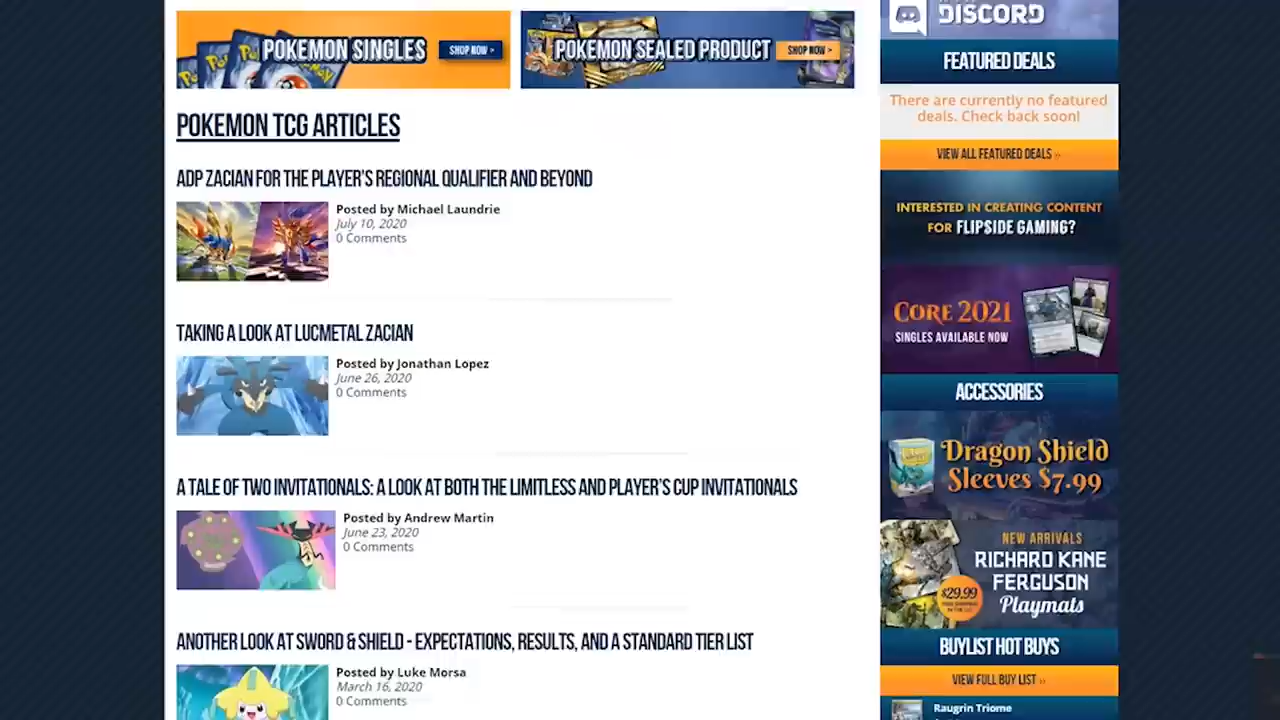 POKEMON SINGLES
SHOP NOW >
POKEMON SEALED PRODUCT
SHOP NOW >
POKEMON TCG ARTICLES
ADP ZACIAN FOR THE PLAYER'S REGIONAL QUALIFIER AND BEYOND
Posted by Michael Laundrie
July 10, 2020
0 Comments
TAKING A LOOK AT LUCMETAL ZACIAN
Posted by Jonathan Lopez
June 26, 2020
0 Comments
A TALE OF TWO INVITATIONALS: A LOOK AT BOTH THE LIMITLESS AND PLAYER'S CUP INVITATIONALS
Posted by Andrew Martin
June 23, 2020
0 Comments
ANOTHER LOOK AT SWORD & SHIELD - EXPECTATIONS, RESULTS, AND A STANDARD TIER LIST
Posted by Luke Morsa
March 16, 2020
0 Comments
DISCORD
FEATURED DEALS
There are currently no featured
deals. Check back soon!
VIEW ALL FEATURED DEALS »
INTERESTED IN CREATING CONTENT
FOR FLIPSIDE GAMING?
CORE 2021
SINGLES AVAILABLE NOW
ACCESSORIES
Dragon Shield
Sleeves $7.99
NEW ARRIVALS
RICHARD KANE
FERGUSON
Playmats
$29.99
BUYLIST HOT BUYS
VIEW FULL BUY LIST »
Raugrin Triome